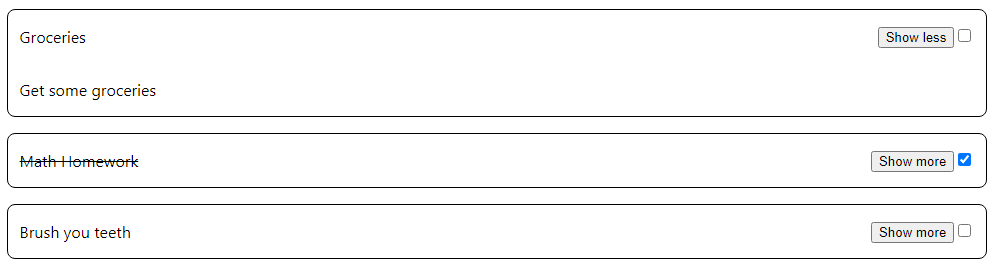 Groceries Show less
Get some groceries
Math Homework Show more
Brush you teeth Show more